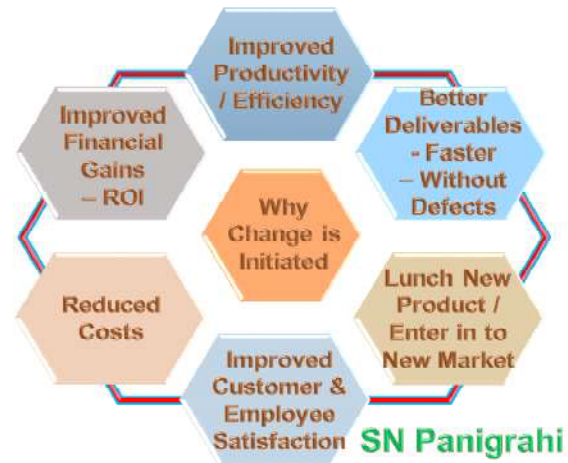 Improved
Productivity
/ Efficiency
Better
Deliverables
- Faster
– Without
Defects
Lunch New
Product /
Enter in to
New Market
Improved
Customer &
Employee
Satisfaction
Reduced
Costs
Improved
Financial
Gains
– ROI
Why
Change is
Initiated
SN Panigrahi